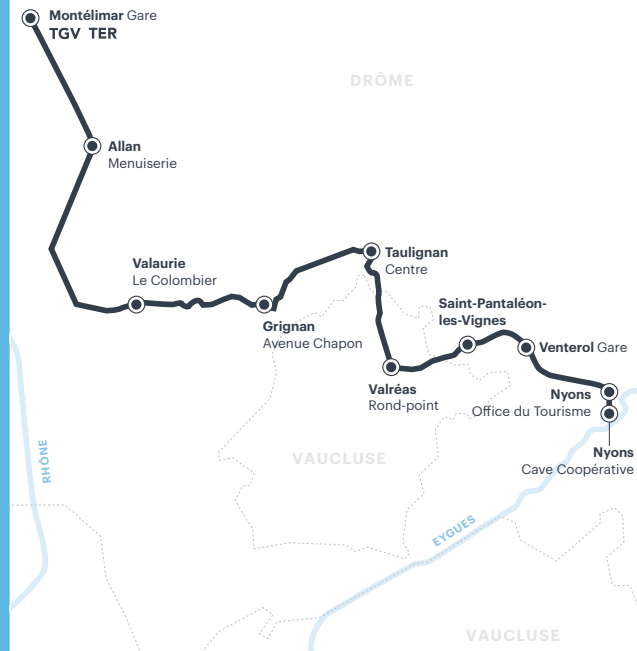 Montélimar Gare
TGV TER
DRÔME
Allan
Menuiserie
Valaurie
Le Colombier
Taulignan
Centre
Grignan
Avenue Chapon
Saint-Pantaléon-
les-Vignes
Venterol Gare
Valréas
Rond-point
Nyons
Office du Tourisme
Nyons
Cave Coopérative
VAUCLUSE
RHÔNE
EYGUES
VAUCLUSE